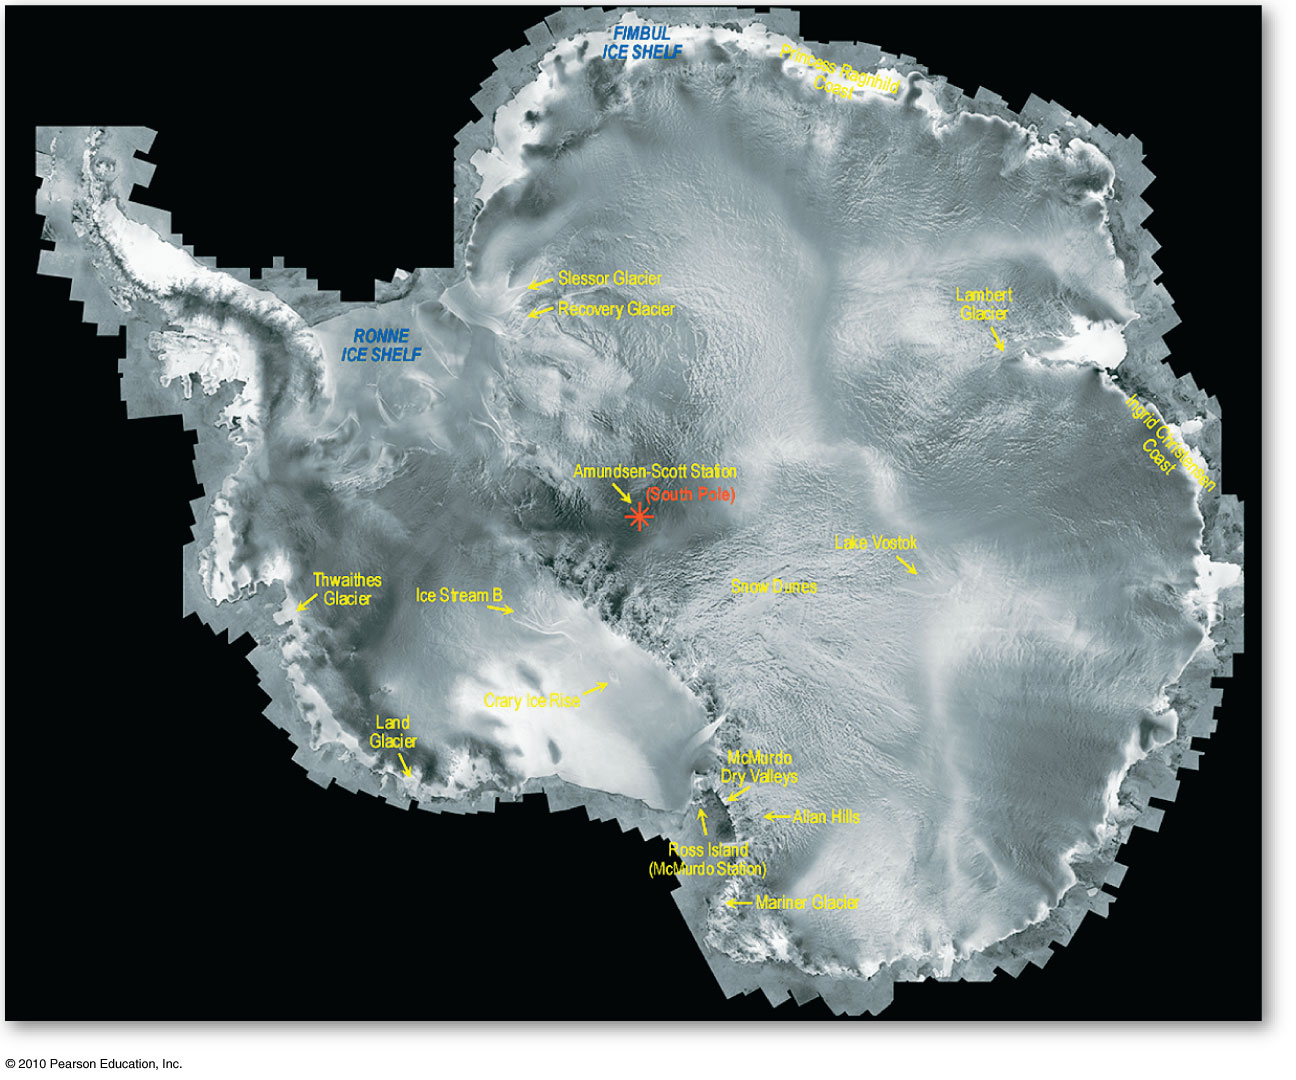 FIMBUL
ICE SHELF
Princess Ragnhild
Coast
Slessor Glacier
Recovery Glacier
Lambert
Glacier
RONNE
ICE SHELF
Ingrid Christensen
Coast
Amundsen-Scott Station
(South Pole)
Lake Vostok
Thwaithes
Glacier
Ice Stream B
Snow Dunes
Crary Ice Rise
Land
Glacier
McMurdo
Dry Valleys
Allan Hills
Ross Island
(McMurdo Station)
Mariner Glacier
© 2010 Pearson Education, Inc.